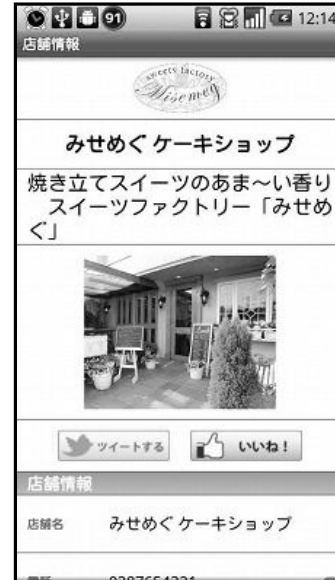 91 12:14
店舗情報
sweets factory
Misemeg
みせめぐ ケーキショップ
焼き立てスイーツのあま～い香り
スイーツファクトリー「みせめ
ぐ」
ツイートする いいね！
店舗情報
店舗名 みせめぐ ケーキショップ